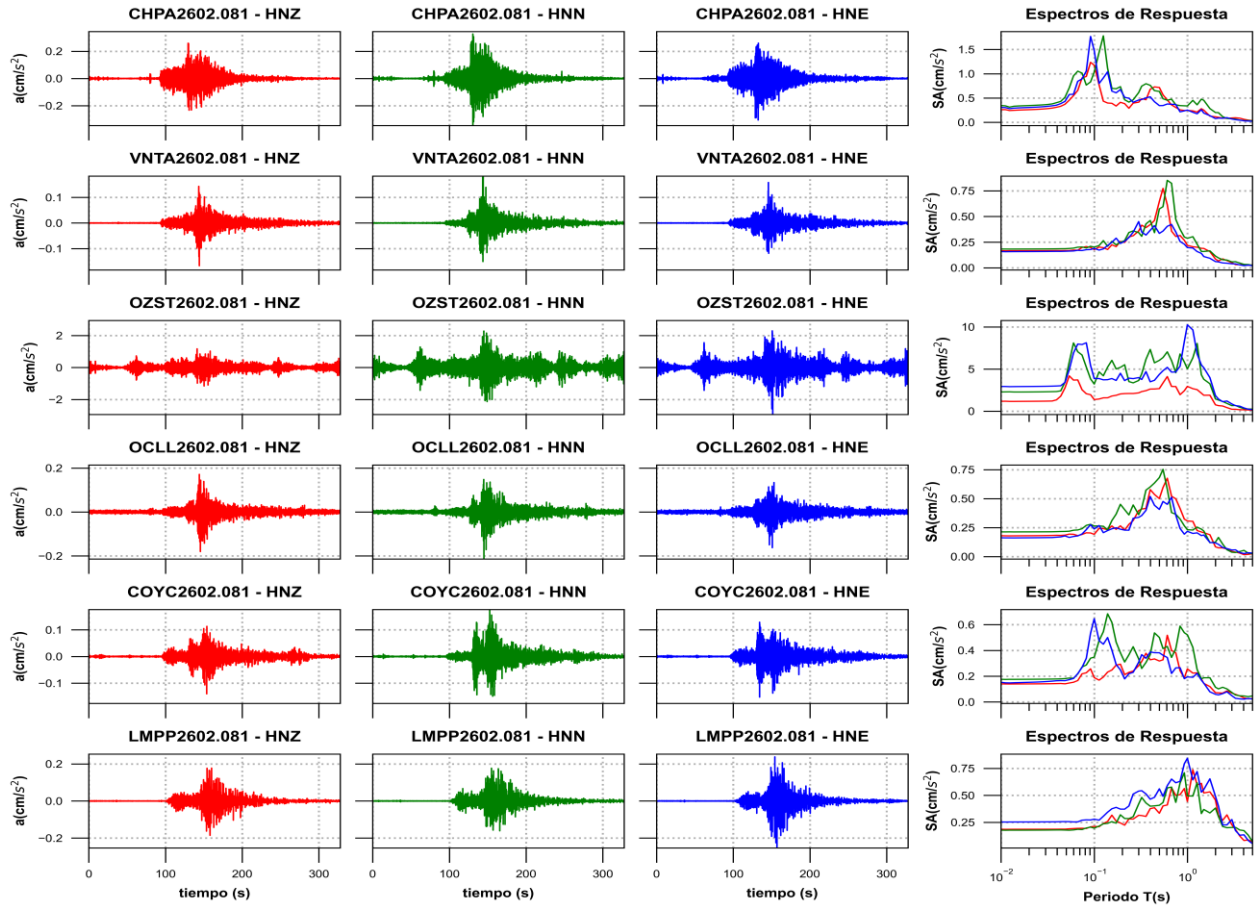 CHPA2602.081 - HNZ
CHPA2602.081 - HNN
CHPA2602.081 - HNE
Espectros de Respuesta
a(cm/s²)
0.2
0.0
−0.2
SA(cm/s²)
1.5
1.0
0.5
0.0
VNTA2602.081 - HNZ
VNTA2602.081 - HNN
VNTA2602.081 - HNE
Espectros de Respuesta
a(cm/s²)
0.1
0.0
−0.1
SA(cm/s²)
0.75
0.50
0.25
0.00
OZST2602.081 - HNZ
OZST2602.081 - HNN
OZST2602.081 - HNE
Espectros de Respuesta
a(cm/s²)
2
0
−2
SA(cm/s²)
10
5
0
OCLL2602.081 - HNZ
OCLL2602.081 - HNN
OCLL2602.081 - HNE
Espectros de Respuesta
a(cm/s²)
0.2
0.0
−0.2
SA(cm/s²)
0.75
0.50
0.25
0.00
COYC2602.081 - HNZ
COYC2602.081 - HNN
COYC2602.081 - HNE
Espectros de Respuesta
a(cm/s²)
0.1
0.0
−0.1
SA(cm/s²)
0.6
0.4
0.2
0.0
LMPP2602.081 - HNZ
LMPP2602.081 - HNN
LMPP2602.081 - HNE
Espectros de Respuesta
a(cm/s²)
0.2
0.0
−0.2
SA(cm/s²)
0.75
0.50
0.25
0 100 200 300
0 100 200 300
0 100 200 300
10⁻² 10⁻¹ 10⁰
tiempo (s)
tiempo (s)
tiempo (s)
Periodo T(s)